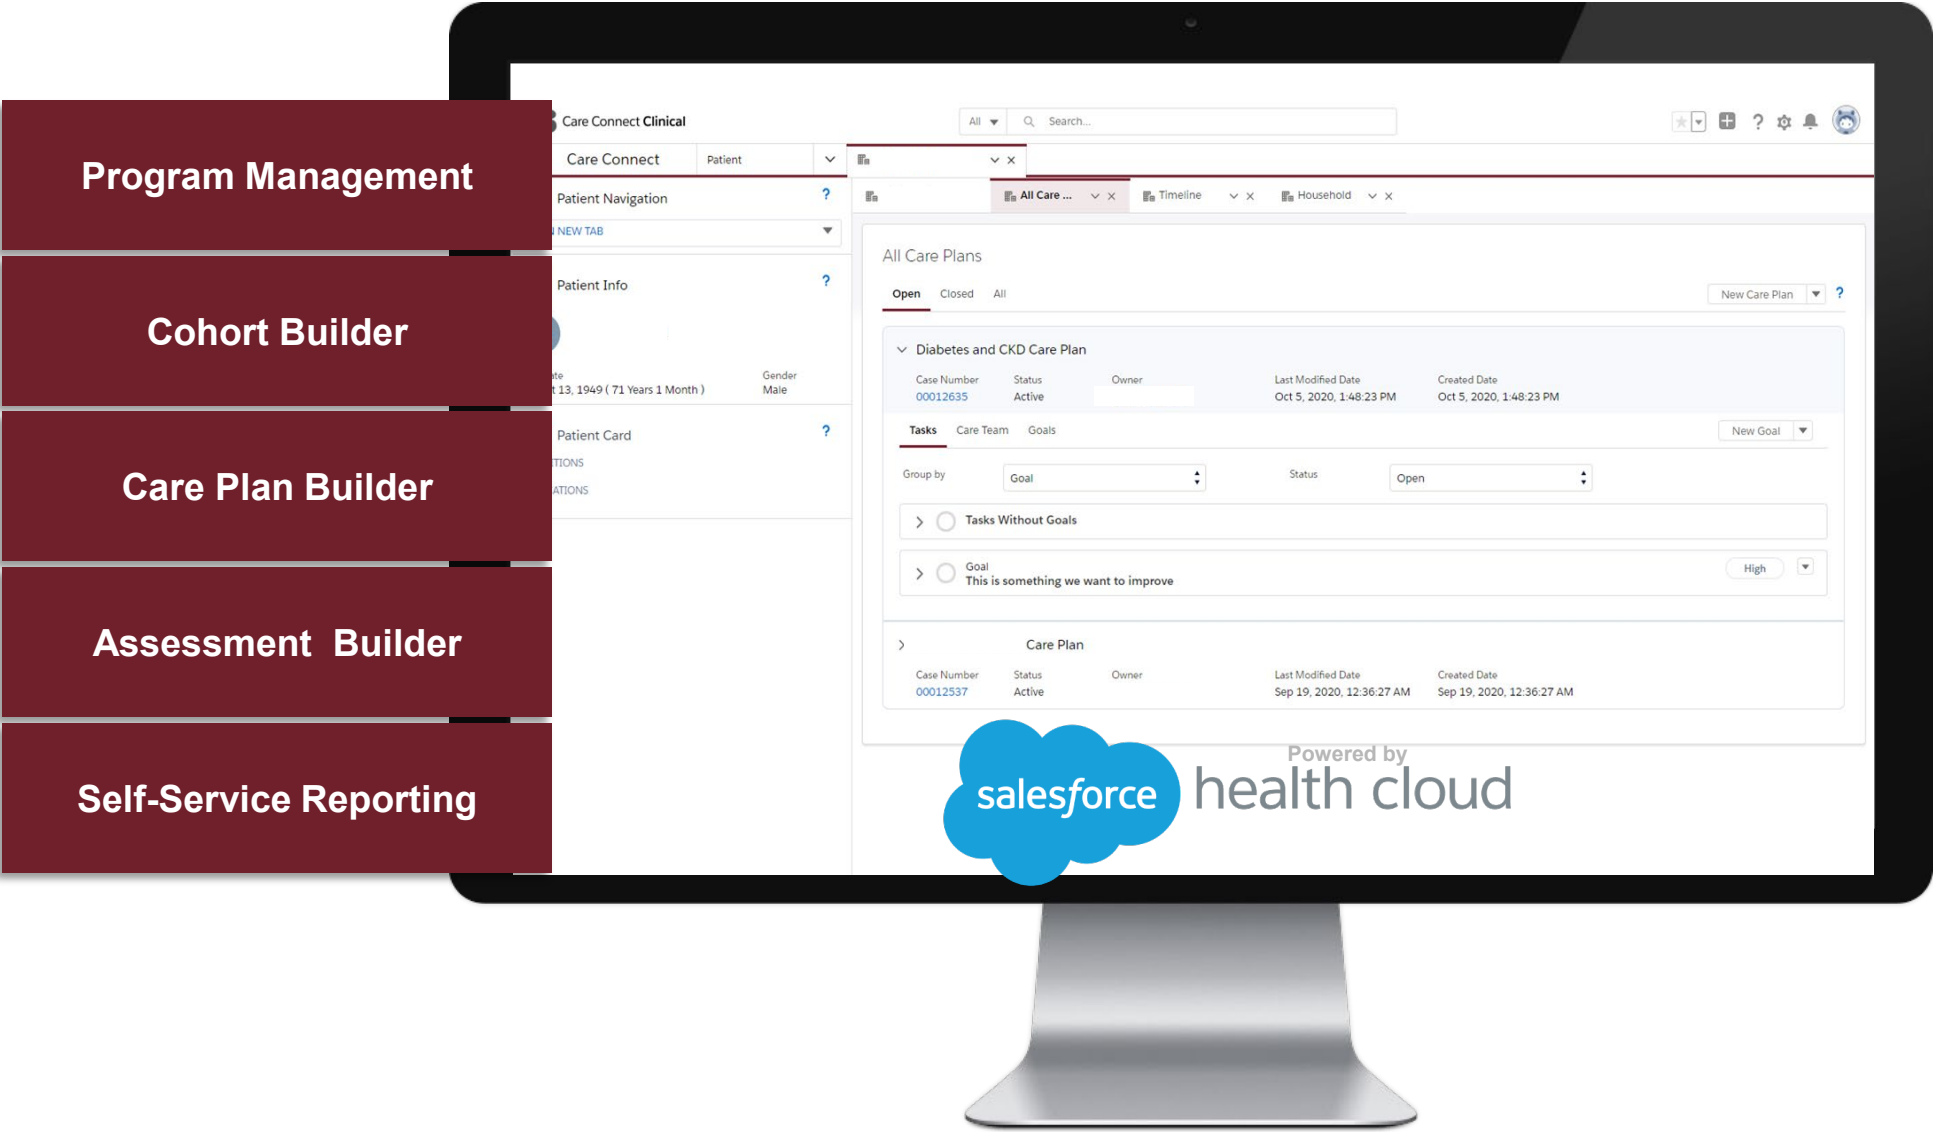 Program Management
Cohort Builder
Care Plan Builder
Assessment Builder
Self-Service Reporting
Care Connect Clinical
All
Search...
Care Connect
Patient
Patient Navigation
NEW TAB
Patient Info
Gender
13, 1949 ( 71 Years 1 Month )
Male
Patient Card
All Care ...
Timeline
Household
All Care Plans
Open Closed All
New Care Plan
Diabetes and CKD Care Plan
Case Number Status Owner Last Modified Date Created Date
00012635 Active Oct 5, 2020, 1:48:23 PM Oct 5, 2020, 1:48:23 PM
Tasks Care Team Goals
New Goal
Group by Goal Status Open
Tasks Without Goals
Goal
This is something we want to improve
High
Care Plan
Case Number Status Owner Last Modified Date Created Date
00012537 Active Sep 19, 2020, 12:36:27 AM Sep 19, 2020, 12:36:27 AM
Powered by
salesforce health cloud